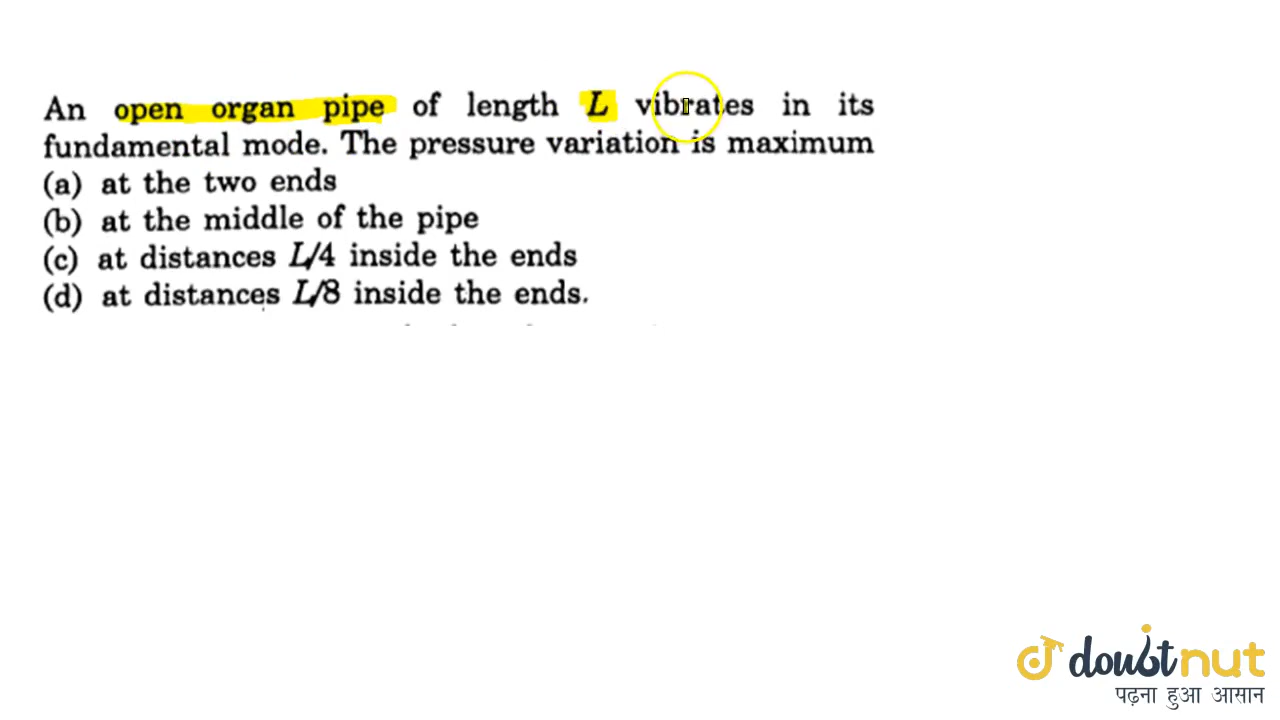 An open organ pipe of length L vibrates in its
fundamental mode. The pressure variation is maximum
(a) at the two ends
(b) at the middle of the pipe
(c) at distances L/4 inside the ends
(d) at distances L/8 inside the ends.
doubtnut
पढ़ना हुआ आसान